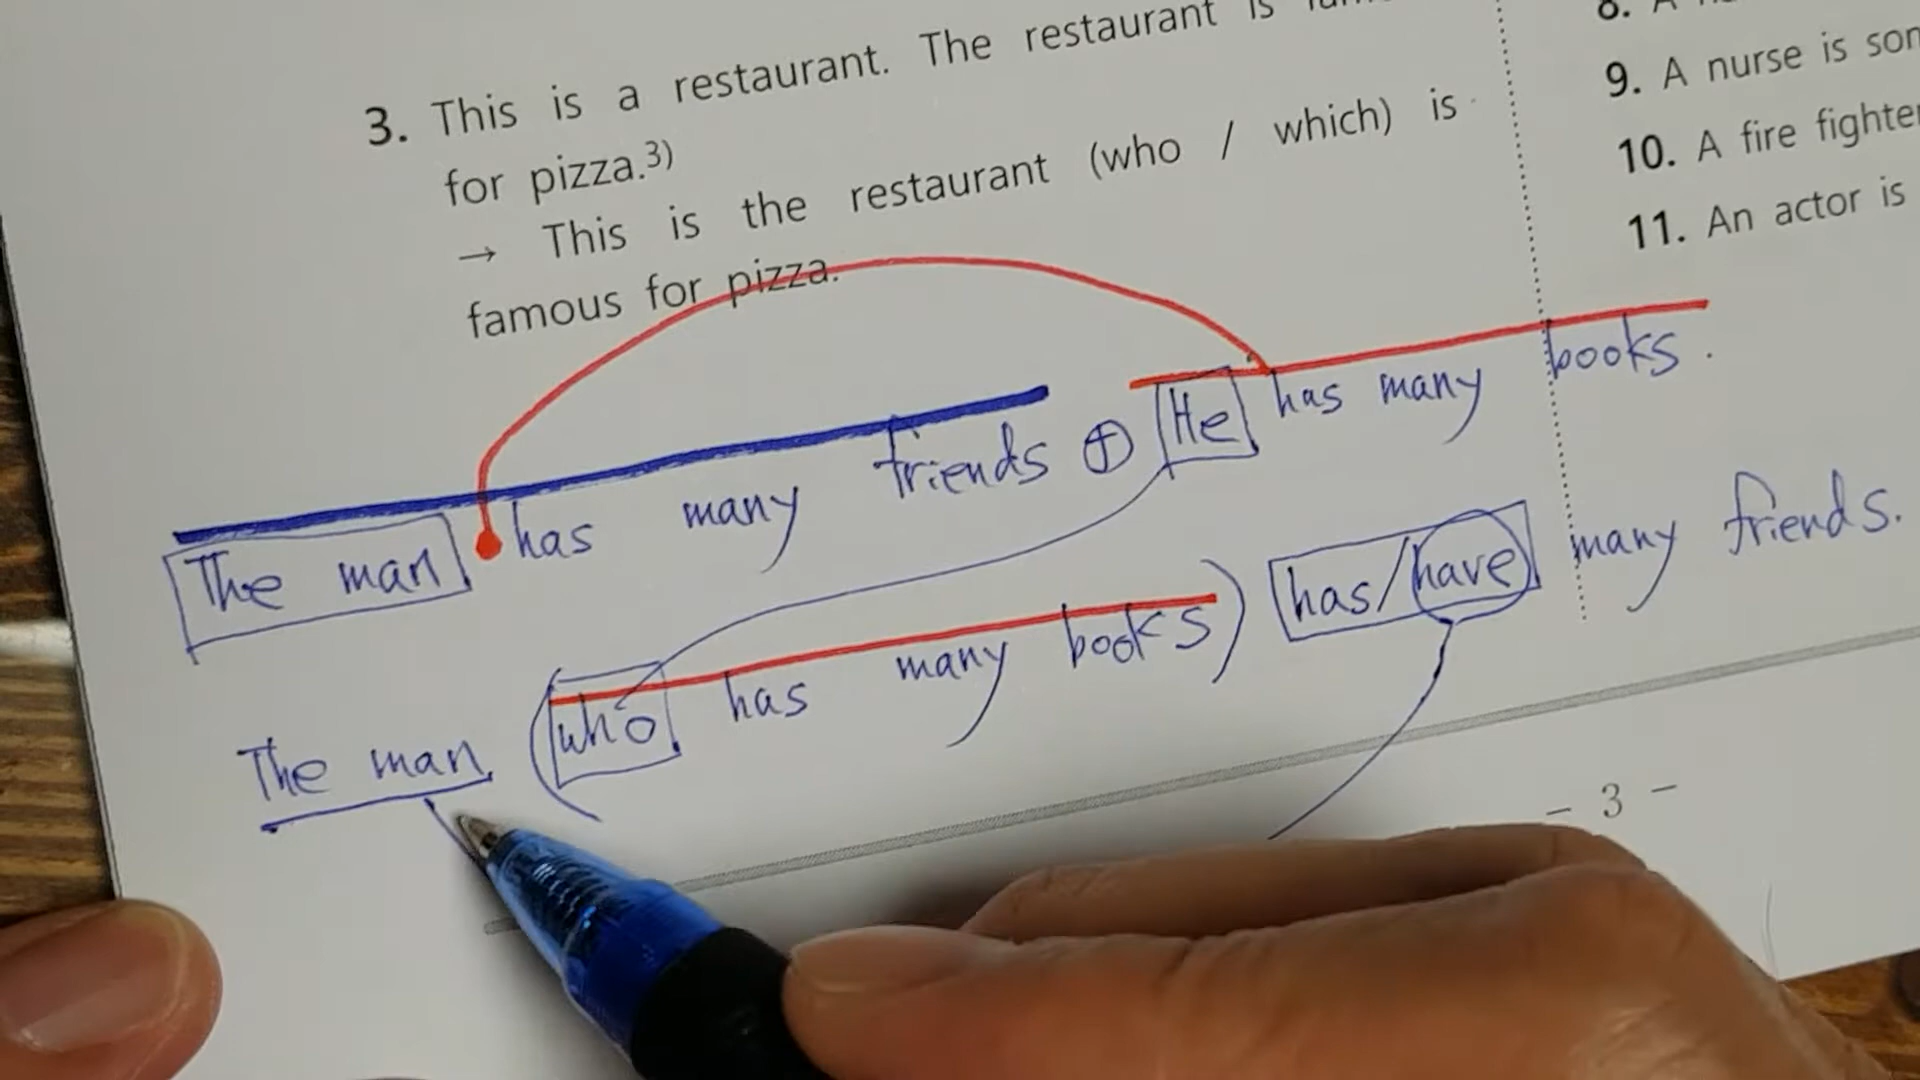 3. This is a restaurant. The restaurant is
for pizza.3)
→ This is the restaurant (who / which) is
famous for pizza.
9. A nurse is
10. A fire fighter
11. An actor is
The man has many friends ⊕ He has many books.
The man (who has many books) has/have many friends.
- 3 -